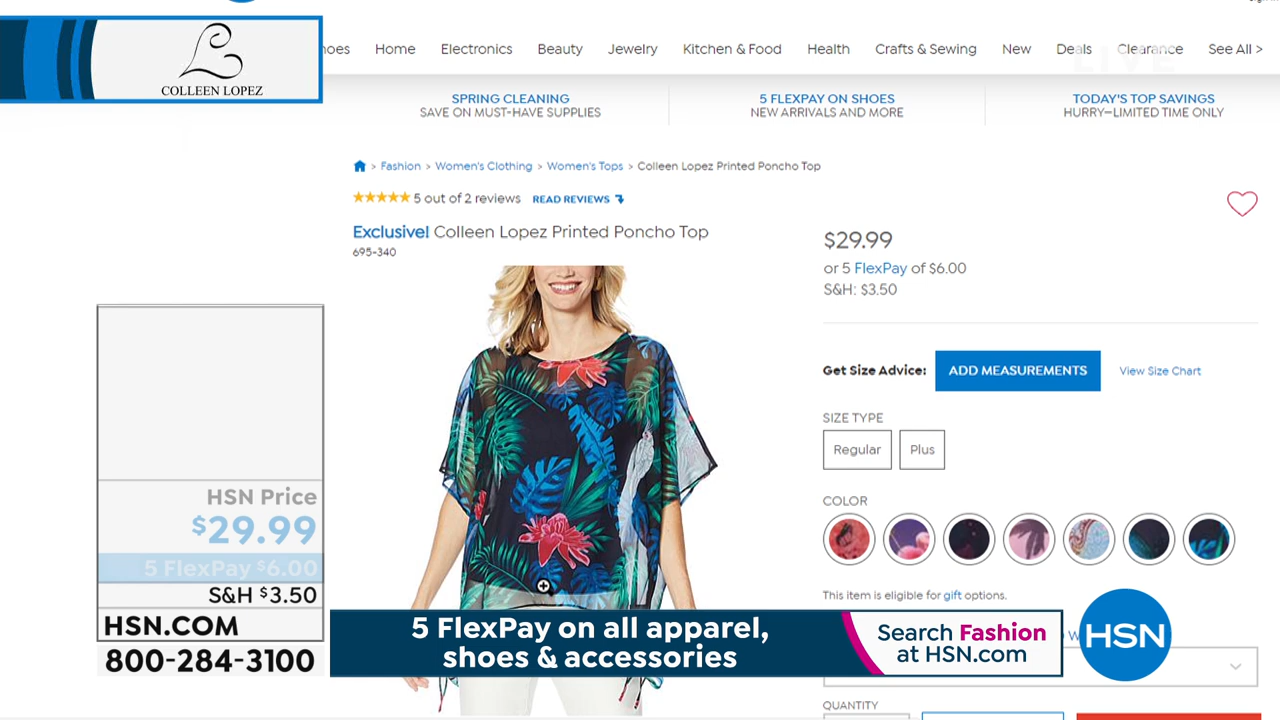 COLLEEN LOPEZ
Home Electronics Beauty Jewelry Kitchen & Food Health Crafts & Sewing New Deals Clearance See All >
LIVE
SPRING CLEANING
SAVE ON MUST-HAVE SUPPLIES
5 FLEXPAY ON SHOES
NEW ARRIVALS AND MORE
TODAY'S TOP SAVINGS
HURRY—LIMITED TIME ONLY
> Fashion > Women's Clothing > Women's Tops > Colleen Lopez Printed Poncho Top
5 out of 2 reviews READ REVIEWS
Exclusive! Colleen Lopez Printed Poncho Top
695-340
$29.99
or 5 FlexPay of $6.00
S&H: $3.50
Get Size Advice: ADD MEASUREMENTS View Size Chart
SIZE TYPE
Regular Plus
COLOR
This item is eligible for gift options.
QUANTITY
HSN Price
$29.99
5 FlexPay $6.00
S&H $3.50
HSN.COM
800-284-3100
5 FlexPay on all apparel,
shoes & accessories
Search Fashion
at HSN.com
HSN